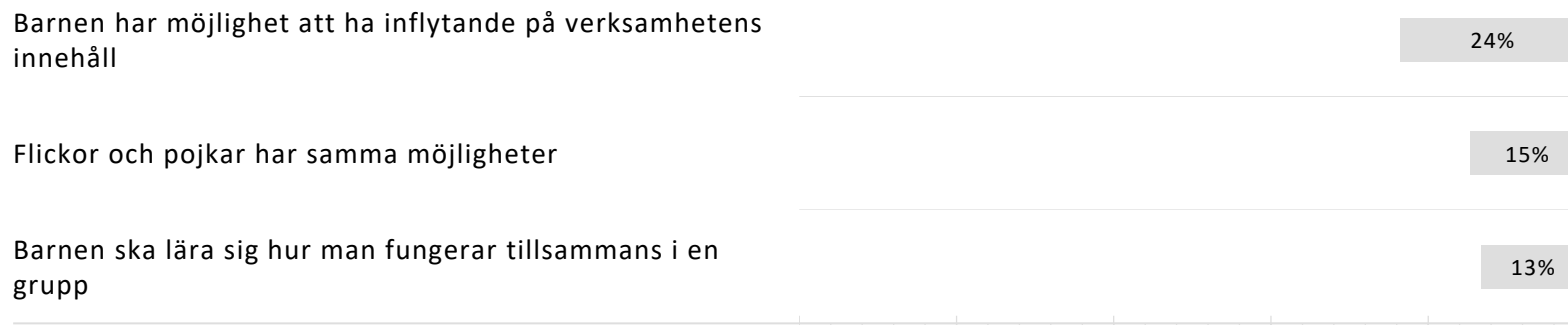 Barnen har möjlighet att ha inflytande på verksamhetens
innehåll
24%
Flickor och pojkar har samma möjligheter
15%
Barnen ska lära sig hur man fungerar tillsammans i en
grupp
13%